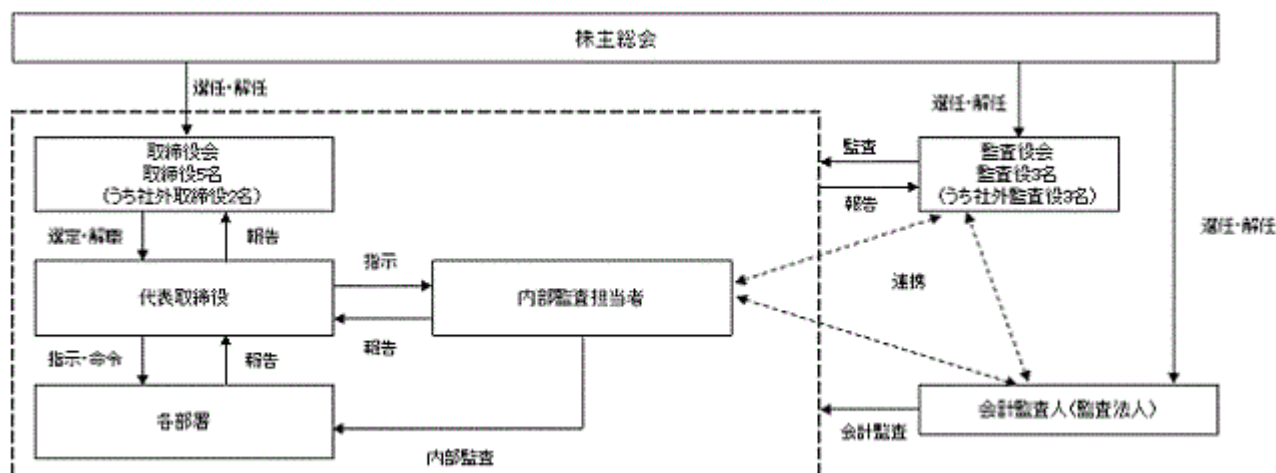 株主総会
選任・解任
選任・解任
選任・解任
取締役会
取締役5名
(うち社外取締役2名)
監査役会
監査役3名
(うち社外監査役3名)
監査
報告
選定・解職
報告
代表取締役
指示
報告
内部監査担当者
連携
指示・命令
報告
各部署
内部監査
会計監査人(監査法人)
会計監査